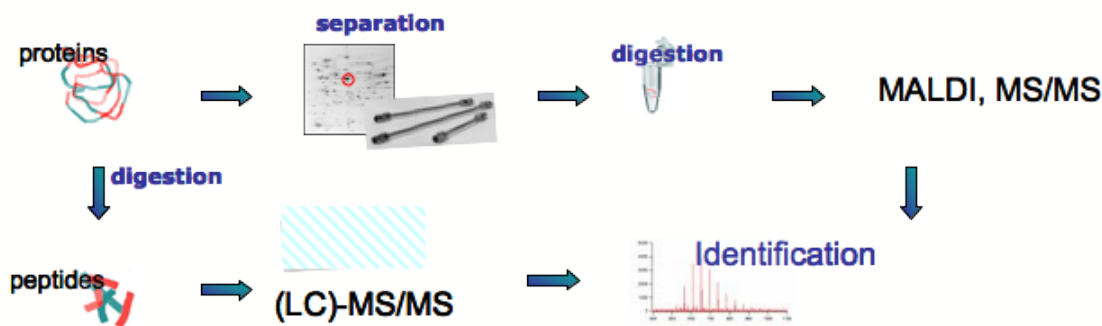 separation
proteins
digestion
MALDI, MS/MS
digestion
Identification
peptides
(LC)-MS/MS